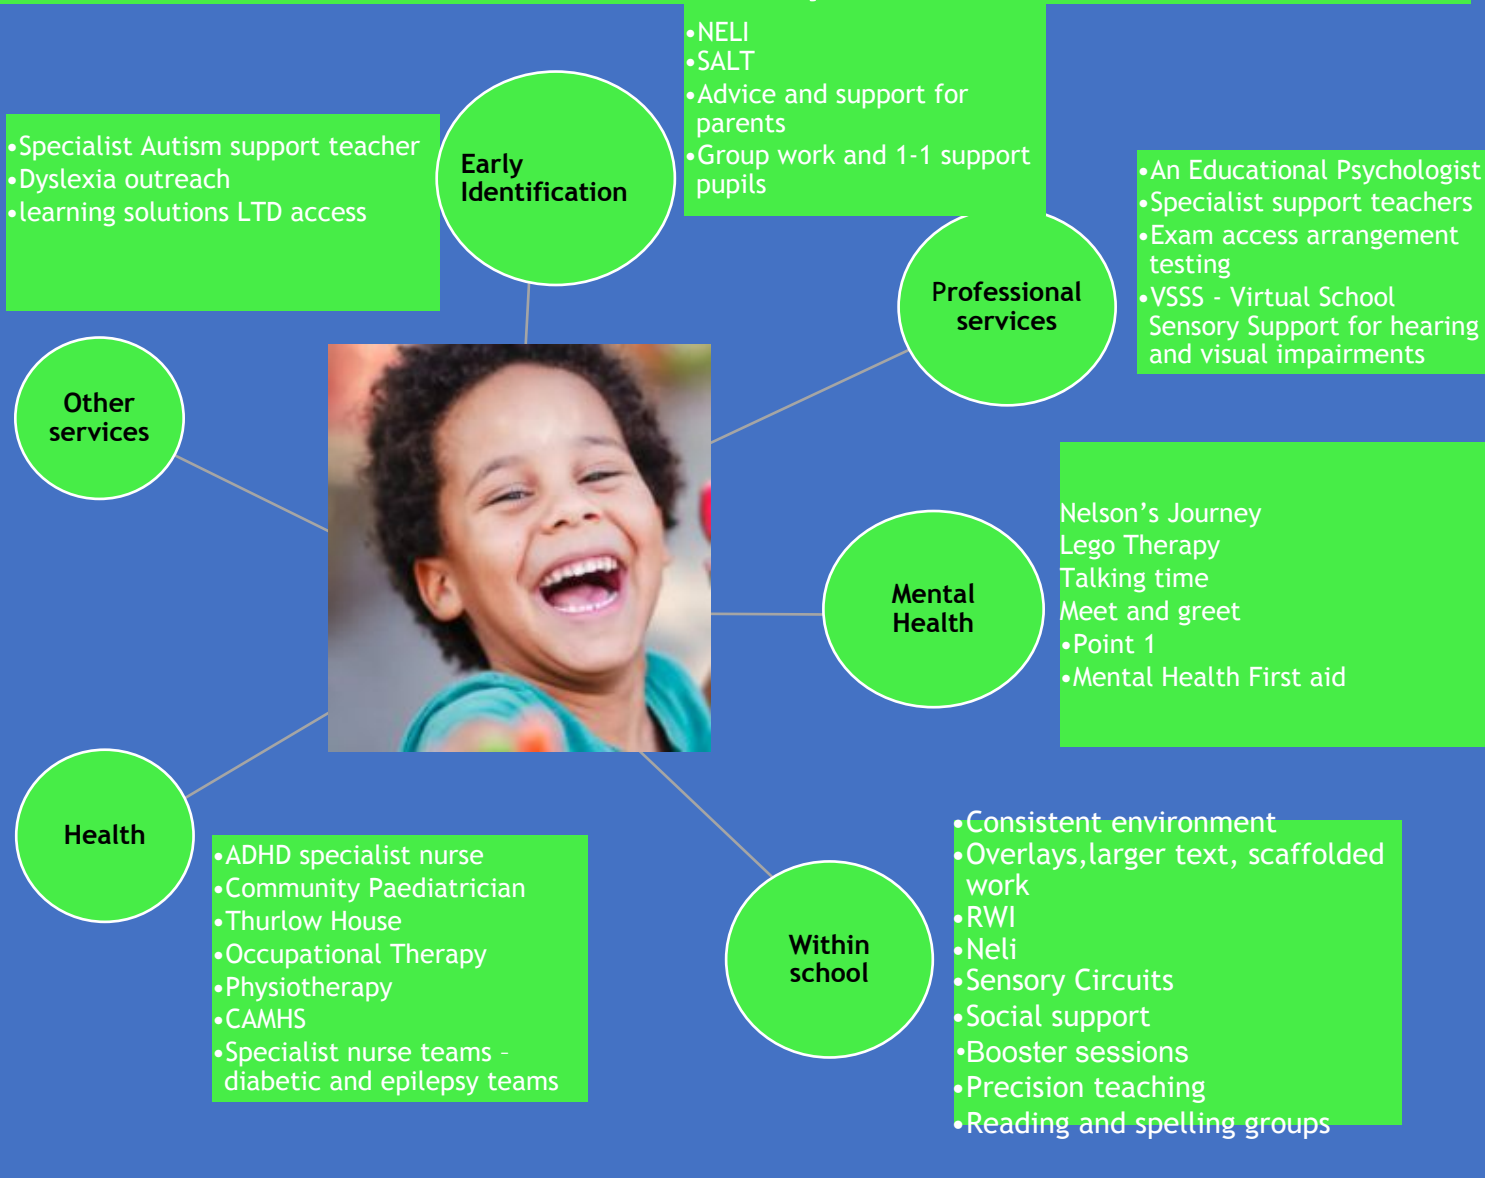 •NELI
•SALT
•Advice and support for
parents
•Group work and 1-1 support
pupils
Early
Identification
•Specialist Autism support teacher
•Dyslexia outreach
•learning solutions LTD access
•An Educational Psychologist
•Specialist support teachers
•Exam access arrangement
testing
•VSSS - Virtual School
Sensory Support for hearing
and visual impairments
Professional
services
Other
services
Nelson’s Journey
Lego Therapy
Talking time
Meet and greet
•Point 1
•Mental Health First aid
Mental
Health
Health
•ADHD specialist nurse
•Community Paediatrician
•Thurlow House
•Occupational Therapy
•Physiotherapy
•CAMHS
•Specialist nurse teams –
diabetic and epilepsy teams
Within
school
•Consistent environment
•Overlays,larger text, scaffolded
work
•RWI
•Neli
•Sensory Circuits
•Social support
•Booster sessions
•Precision teaching
•Reading and spelling groups